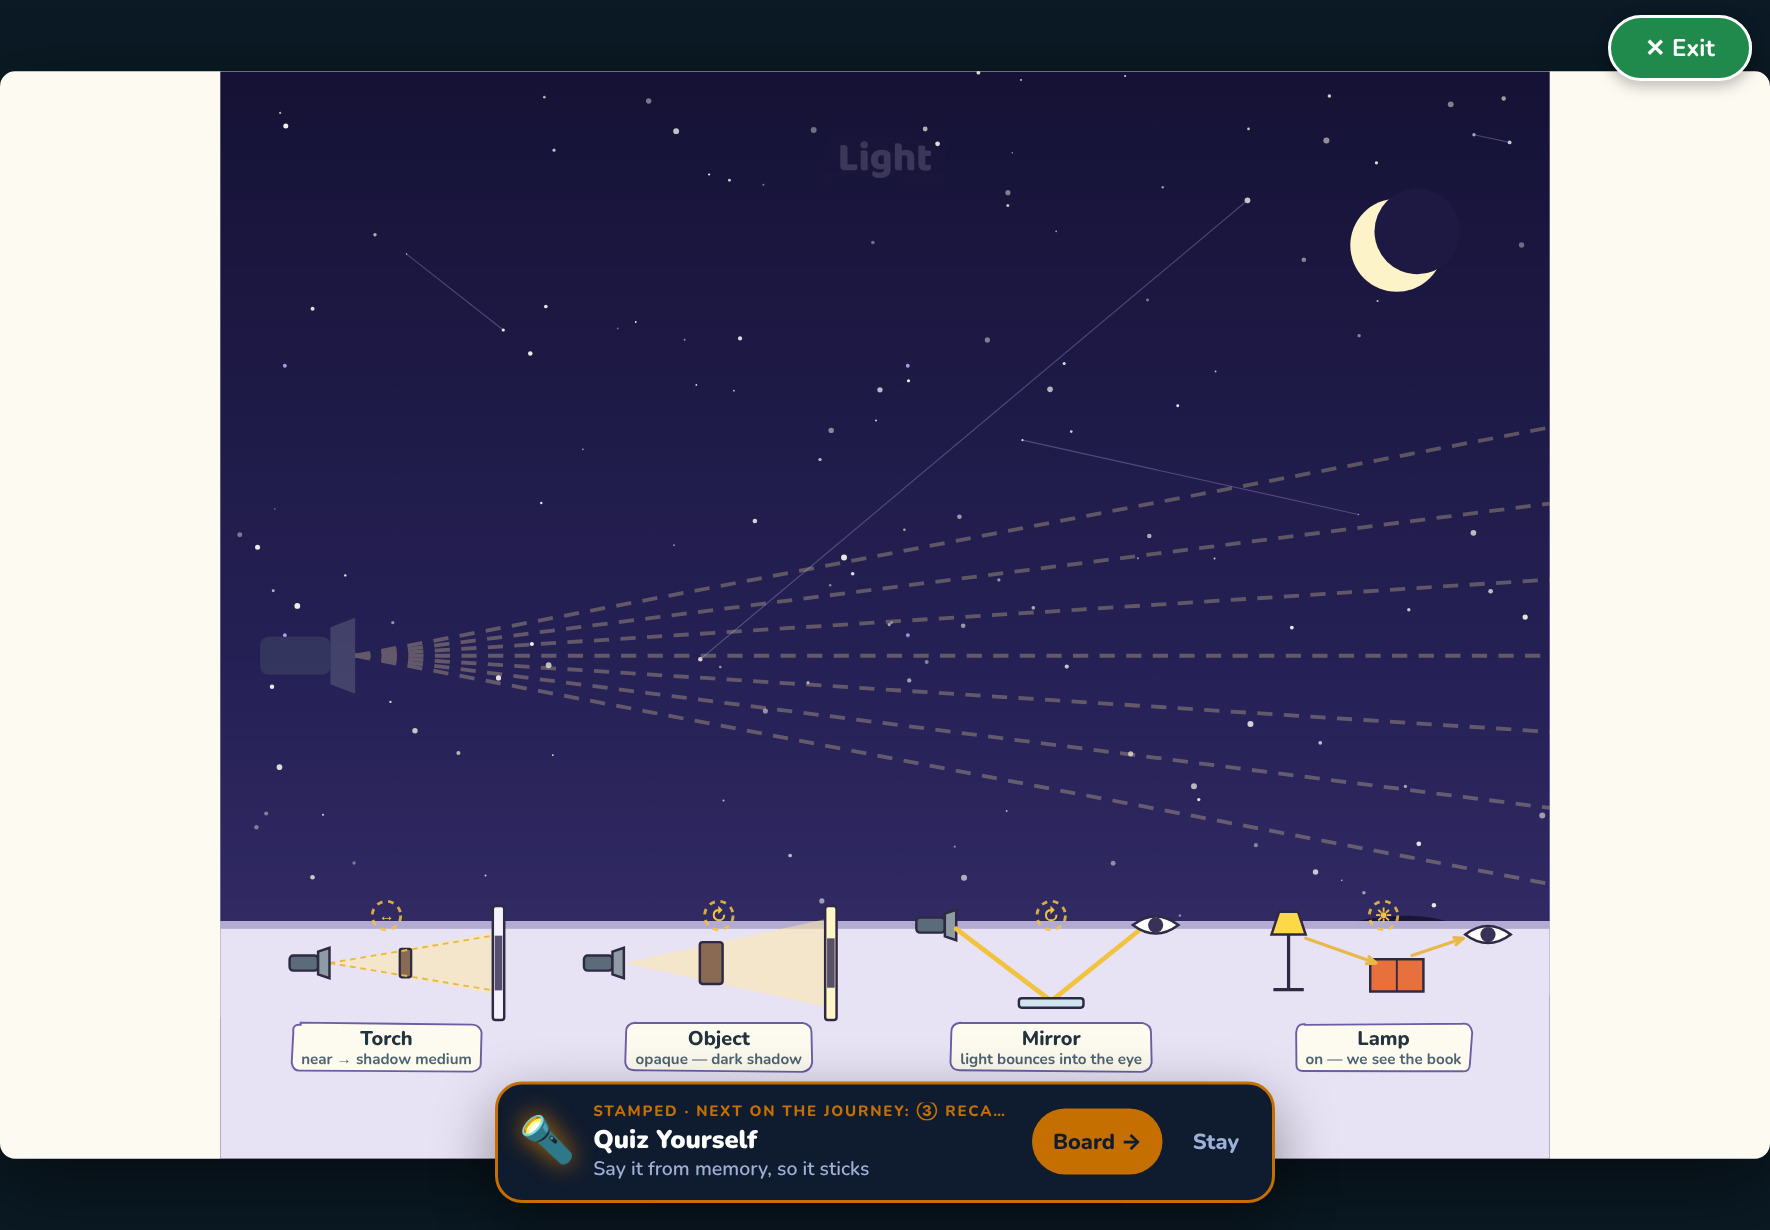 ✕ Exit
Light
Torch
near → shadow medium
Object
opaque — dark shadow
Mirror
light bounces into the eye
Lamp
on — we see the book
STAMPED · NEXT ON THE JOURNEY: ③ RECA…
Quiz Yourself
Say it from memory, so it sticks
Board →
Stay